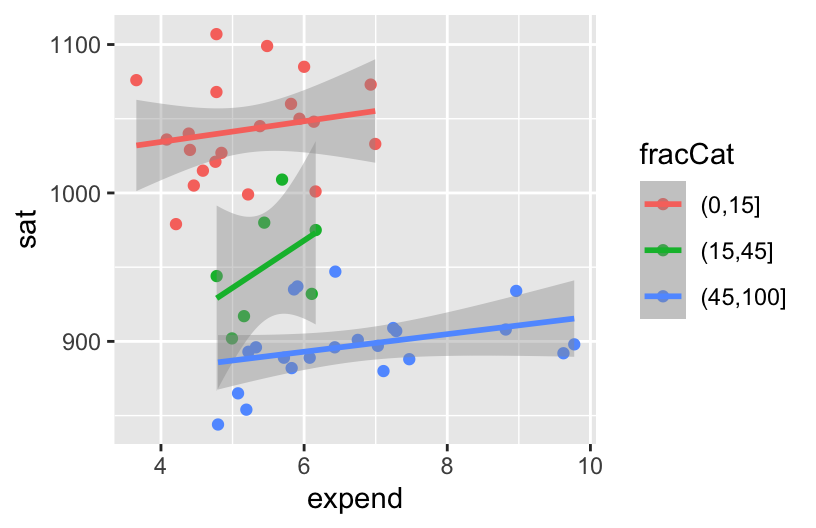 1100
1000
900
sat
4 6 8 10
expend
fracCat
(0,15]
(15,45]
(45,100]